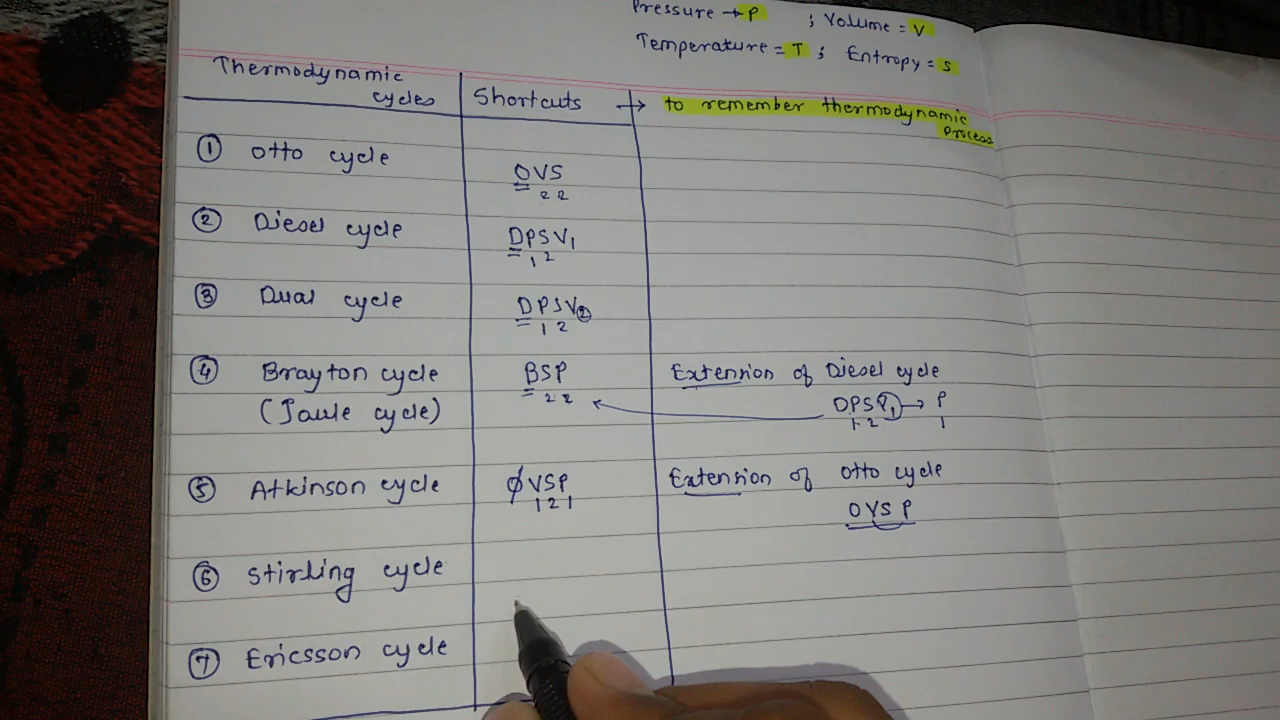 Pressure → P ; Volume = V
Temperature = T ; Entropy = S
Thermodynamic cycles
Shortcuts → to remember thermodynamic process
① Otto cycle
OVS
2 2
② Diesel cycle
DPSV1
1 2
③ Dual cycle
DPSV②
1 2
④ Brayton cycle
(Joule cycle)
BSP
2 2
Extension of Diesel cycle
DPSV1 → P
1 2 1
⑤ Atkinson cycle
OVSP
1 2 1
Extension of Otto cycle
OVSP
⑥ Stirling cycle
⑦ Ericsson cycle